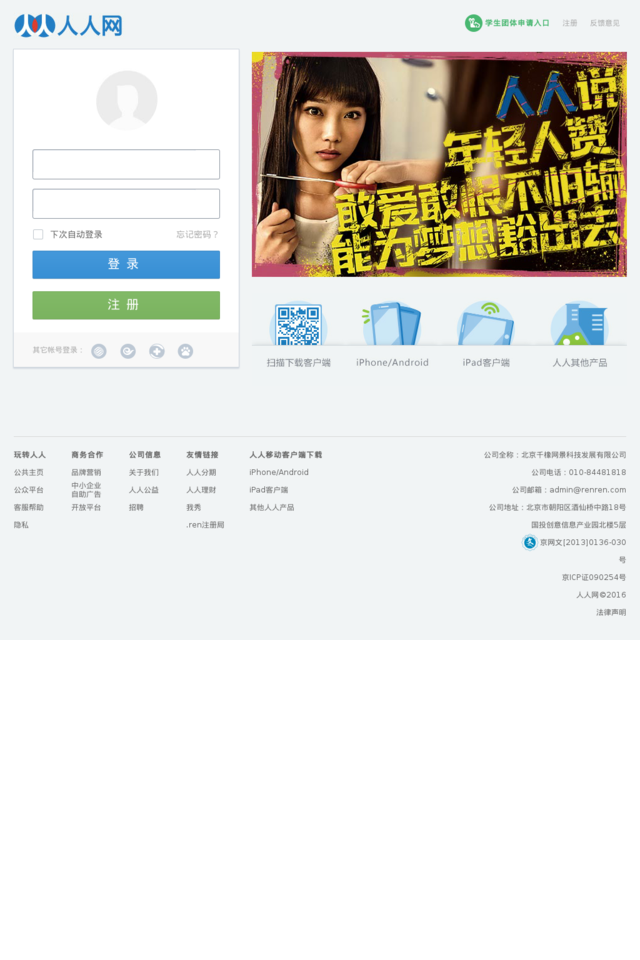 人人网
学生团体申请入口 注册 反馈意见
下次自动登录 忘记密码？
登 录
注 册
其它帐号登录：
人人说
年轻人赞
敢爱敢恨不怕输
能为梦想豁出去
扫描下载客户端 iPhone/Android iPad客户端 人人其他产品
玩转人人
公共主页
公众平台
客服帮助
隐私
商务合作
品牌营销
中小企业
自助广告
开放平台
公司信息
关于我们
人人公益
招聘
友情链接
人人分期
人人理财
我秀
.ren注册局
人人移动客户端下载
iPhone/Android
iPad客户端
其他人人产品
公司全称：北京千橡网景科技发展有限公司
公司电话：010-84481818
公司邮箱：admin@renren.com
公司地址：北京市朝阳区酒仙桥中路18号
国投创意信息产业园北楼5层
京网文[2013]0136-030
号
京ICP证090254号
人人网©2016
法律声明